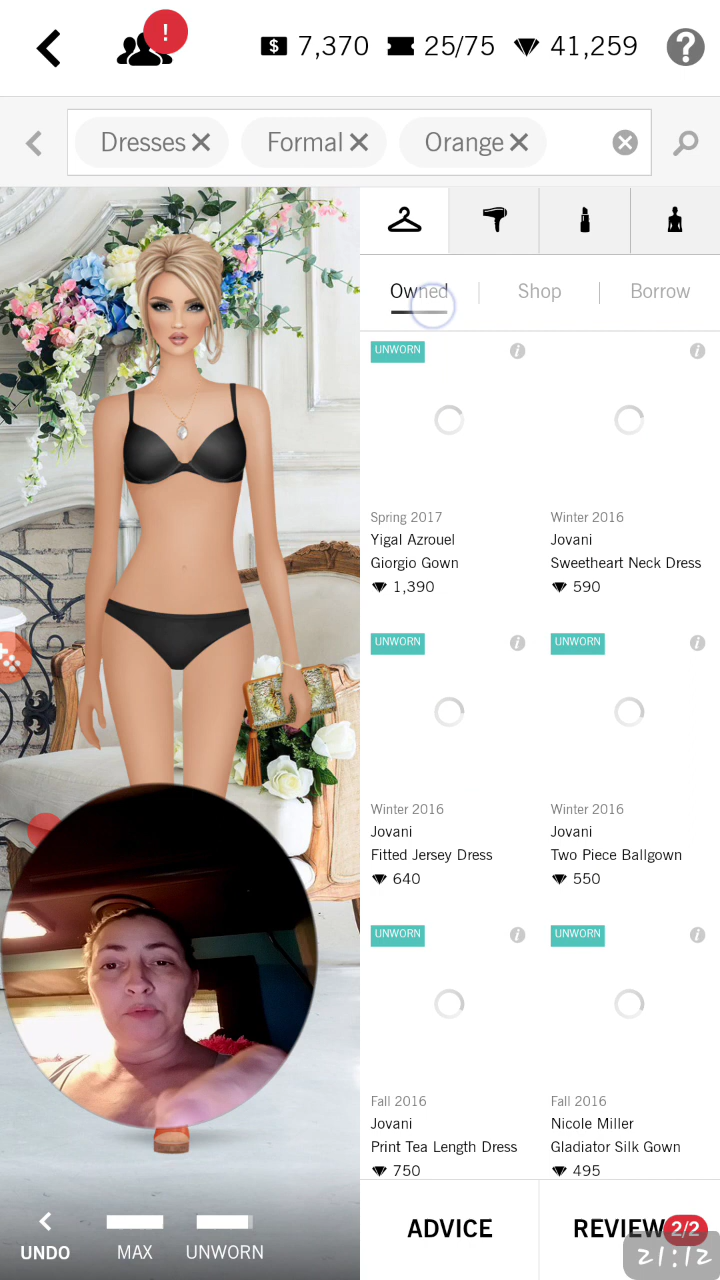 !
$ 7,370 25/75 41,259 ?
Dresses Formal Orange
Owned Shop Borrow
UNWORN
Spring 2017
Yigal Azrouel
Giorgio Gown
1,390
Winter 2016
Jovani
Sweetheart Neck Dress
590
UNWORN
Winter 2016
Jovani
Fitted Jersey Dress
640
UNWORN
Winter 2016
Jovani
Two Piece Ballgown
550
UNWORN
Fall 2016
Jovani
Print Tea Length Dress
750
UNWORN
Fall 2016
Nicole Miller
Gladiator Silk Gown
495
UNDO MAX UNWORN
ADVICE REVIEW 2/2
21:12